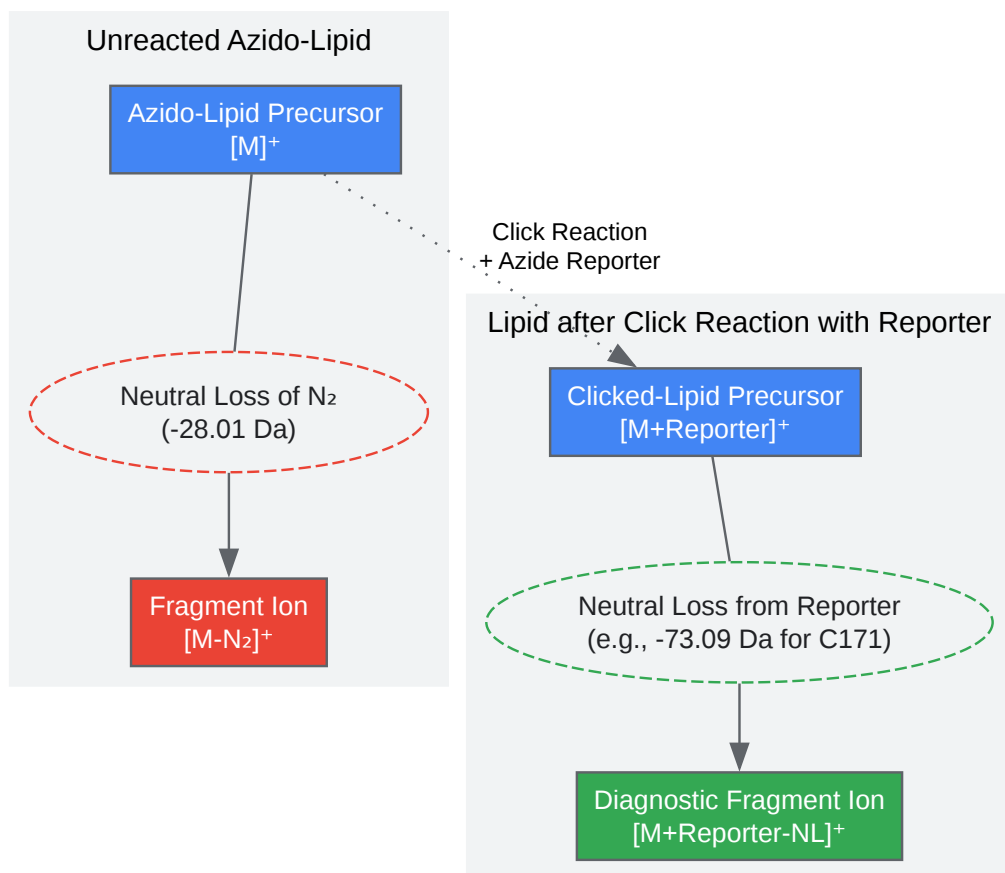 Unreacted Azido-Lipid
Azido-Lipid Precursor
[M]⁺
Click Reaction
+ Azide Reporter
Neutral Loss of N₂
(-28.01 Da)
Fragment Ion
[M-N₂]⁺
Lipid after Click Reaction with Reporter
Clicked-Lipid Precursor
[M+Reporter]⁺
Neutral Loss from Reporter
(e.g., -73.09 Da for C171)
Diagnostic Fragment Ion
[M+Reporter-NL]⁺